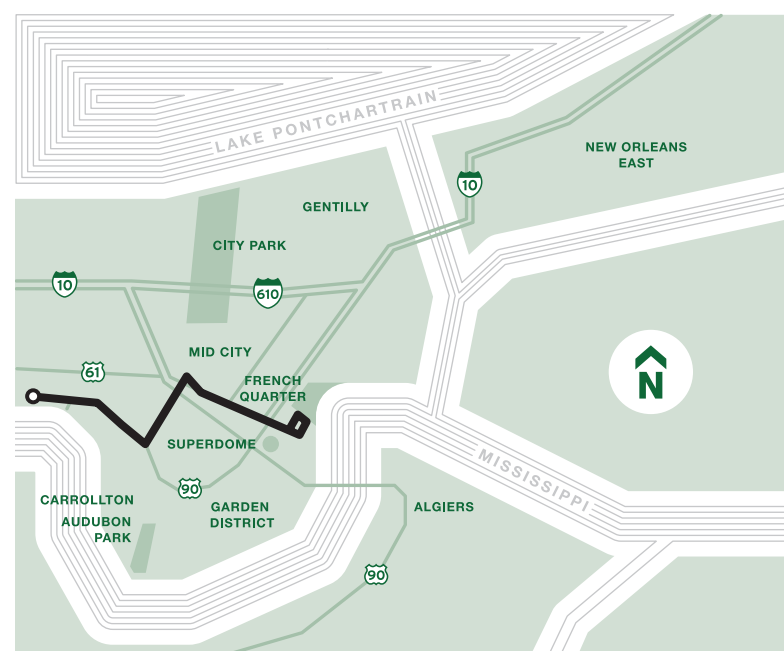 LAKE PONTCHARTRAIN
NEW ORLEANS
EAST
10
GENTILLY
CITY PARK
10
610
MID CITY
61
FRENCH
QUARTER
N
SUPERDOME
MISSISSIPPI
90
CARROLLTON
GARDEN
DISTRICT
ALGIERS
AUDUBON
PARK
90